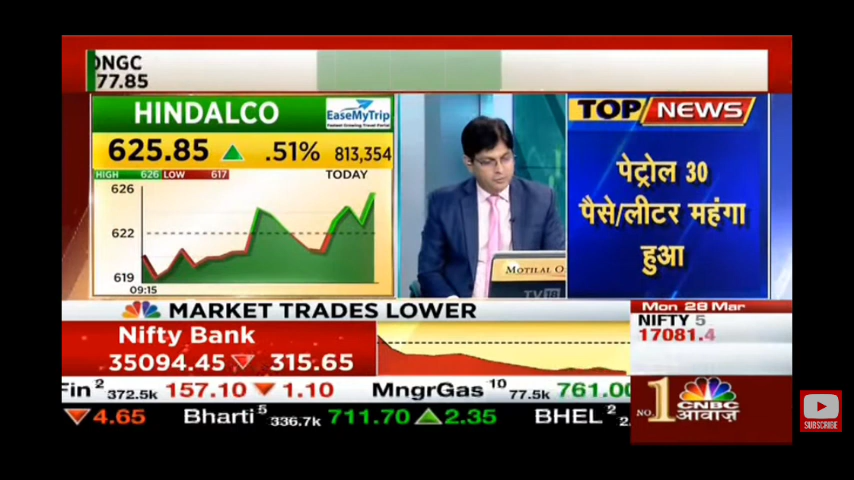 ONGC
77.85
HINDALCO
EaseMyTrip
625.85 .51% 813,354
HIGH 626 LOW 617 TODAY
626
622
619
09:15
MOTILAL O
TV18
TOP NEWS
पेट्रोल 30
पैसे/लीटर महंगा
हुआ
MARKET TRADES LOWER
Nifty Bank
35094.45 315.65
Mon 28 Mar
NIFTY 5
17081.4
Fin 2 372.5k 157.10 1.10 MngrGas 10 77.5k 761.00
4.65 Bharti 5 336.7k 711.70 2.35 BHEL 2 2.
NO. 1 CNBC
आवाज़
SUBSCRIBE